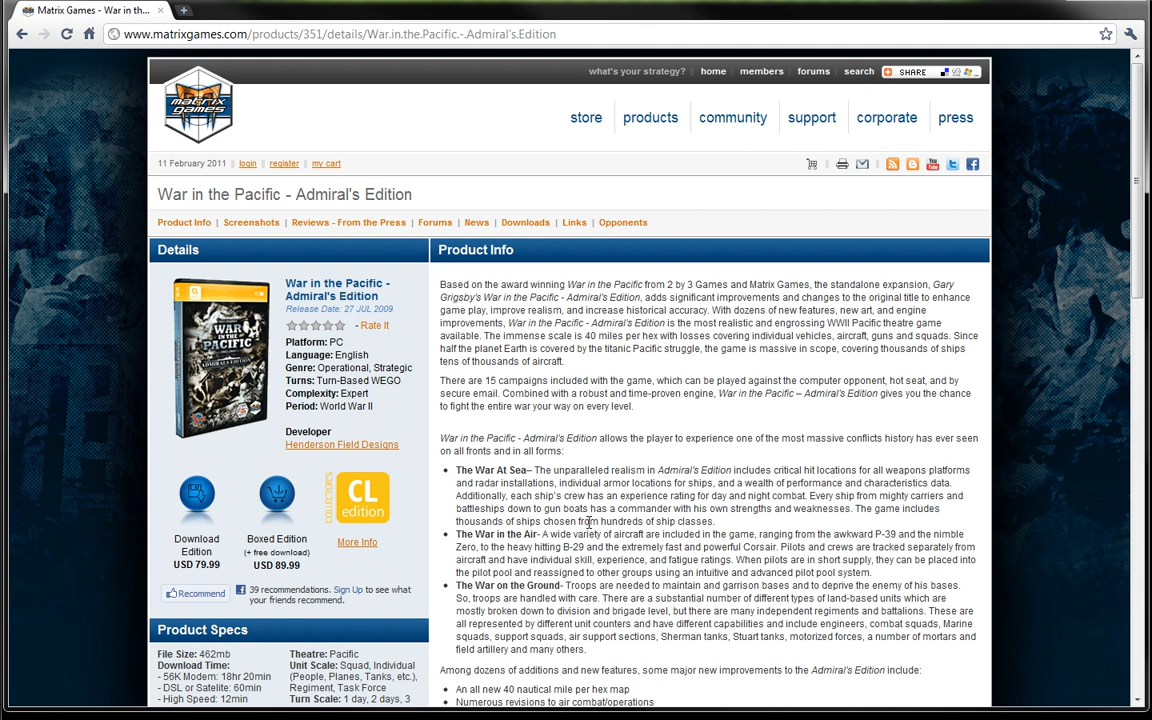 Matrix Games - War in th...
www.matrixgames.com/products/351/details/War.in.the.Pacific.-.Admiral's.Edition
what's your strategy? | home | members | forums | search SHARE
matrix games
store products community support corporate press
11 February 2011 login register my cart
War in the Pacific - Admiral's Edition
Product Info | Screenshots | Reviews - From the Press | Forums | News | Downloads | Links | Opponents
Details
CL
WAR IN THE PACIFIC
ADMIRAL'S EDITION
War in the Pacific -
Admiral's Edition
Release Date: 27 JUL 2009
- Rate It
Platform: PC
Language: English
Genre: Operational, Strategic
Turns: Turn-Based WEGO
Complexity: Expert
Period: World War II
Developer
Henderson Field Designs
Download
Edition
USD 79.99
Boxed Edition
(+ free download)
USD 89.99
COLLECTOR'S
CL
edition
More Info
Recommend
39 recommendations. Sign Up to see what
your friends recommend.
Product Specs
File Size: 462mb
Download Time:
- 56K Modem: 18hr 20min
- DSL or Satelite: 60min
- High Speed: 12min
Theatre: Pacific
Unit Scale: Squad, Individual
(People, Planes, Tanks, etc.),
Regiment, Task Force
Turn Scale: 1 day, 2 days, 3
Product Info
Based on the award winning War in the Pacific from 2 by 3 Games and Matrix Games, the standalone expansion, Gary
Grigsby's War in the Pacific - Admiral's Edition, adds significant improvements and changes to the original title to enhance
game play, improve realism, and increase historical accuracy. With dozens of new features, new art, and engine
improvements, War in the Pacific - Admiral's Edition is the most realistic and engrossing WWII Pacific theatre game
available. The immense scale is 40 miles per hex with losses covering individual vehicles, aircraft, guns and squads. Since
half the planet Earth is covered by the titanic Pacific struggle, the game is massive in scope, covering thousands of ships
tens of thousands of aircraft.
There are 15 campaigns included with the game, which can be played against the computer opponent, hot seat, and by
secure email. Combined with a robust and time-proven engine, War in the Pacific – Admiral's Edition gives you the chance
to fight the entire war your way on every level.
War in the Pacific - Admiral's Edition allows the player to experience one of the most massive conflicts history has ever seen
on all fronts and in all forms:
• The War At Sea– The unparalleled realism in Admiral's Edition includes critical hit locations for all weapons platforms
and radar installations, individual armor locations for ships, and a wealth of performance and characteristics data.
Additionally, each ship's crew has an experience rating for day and night combat. Every ship from mighty carriers and
battleships down to gun boats has a commander with his own strengths and weaknesses. The game includes
thousands of ships chosen from hundreds of ship classes.
• The War in the Air- A wide variety of aircraft are included in the game, ranging from the awkward P-39 and the nimble
Zero, to the heavy hitting B-29 and the extremely fast and powerful Corsair. Pilots and crews are tracked separately from
aircraft and have individual skill, experience, and fatigue ratings. When pilots are in short supply, they can be placed into
the pilot pool and reassigned to other groups using an intuitive and advanced pilot pool system.
• The War on the Ground- Troops are needed to maintain and garrison bases and to deprive the enemy of his bases.
So, troops are handled with care. There are a substantial number of different types of land-based units which are
mostly broken down to division and brigade level, but there are many independent regiments and battalions. These are
all represented by different unit counters and have different capabilities and include engineers, combat squads, Marine
squads, support squads, air support sections, Sherman tanks, Stuart tanks, motorized forces, a number of mortars and
field artillery and many others.
Among dozens of additions and new features, some major new improvements to the Admiral's Edition include:
• An all new 40 nautical mile per hex map
• Numerous revisions to air combat/operations